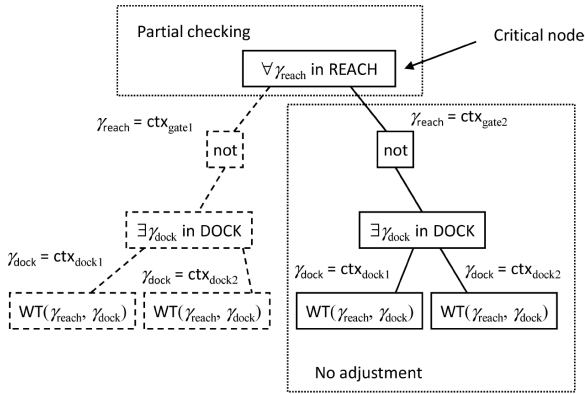 Partial checking
Critical node
∀γreach in REACH
γreach = ctxgate1
γreach = ctxgate2
not
not
∃γdock in DOCK
∃γdock in DOCK
γdock = ctxdock1
γdock = ctxdock2
γdock = ctxdock1
γdock = ctxdock2
WT(γreach, γdock)
WT(γreach, γdock)
WT(γreach, γdock)
WT(γreach, γdock)
No adjustment